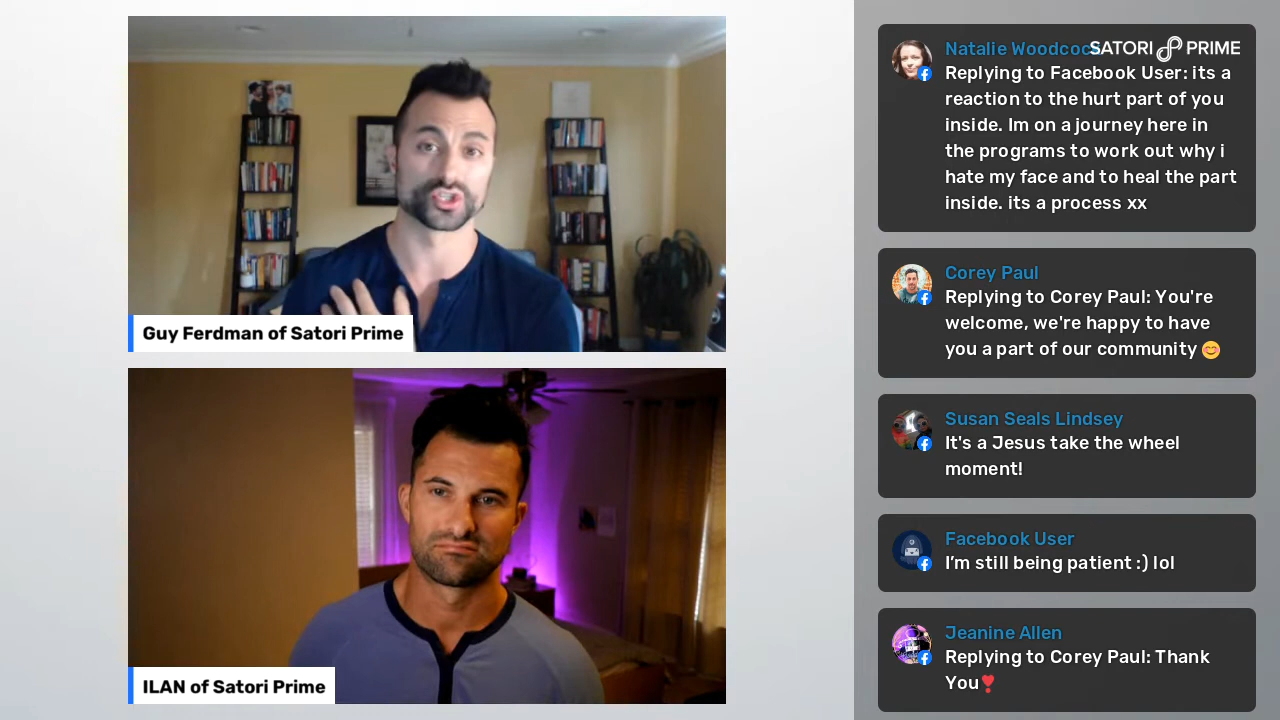 Guy Ferdman of Satori Prime
ILAN of Satori Prime
SATORI PRIME
Natalie Woodcock
Replying to Facebook User: its a
reaction to the hurt part of you
inside. Im on a journey here in
the programs to work out why i
hate my face and to heal the part
inside. its a process xx
Corey Paul
Replying to Corey Paul: You're
welcome, we're happy to have
you a part of our community 😊
Susan Seals Lindsey
It's a Jesus take the wheel
moment!
Facebook User
I’m still being patient :) lol
Jeanine Allen
Replying to Corey Paul: Thank
You❣️